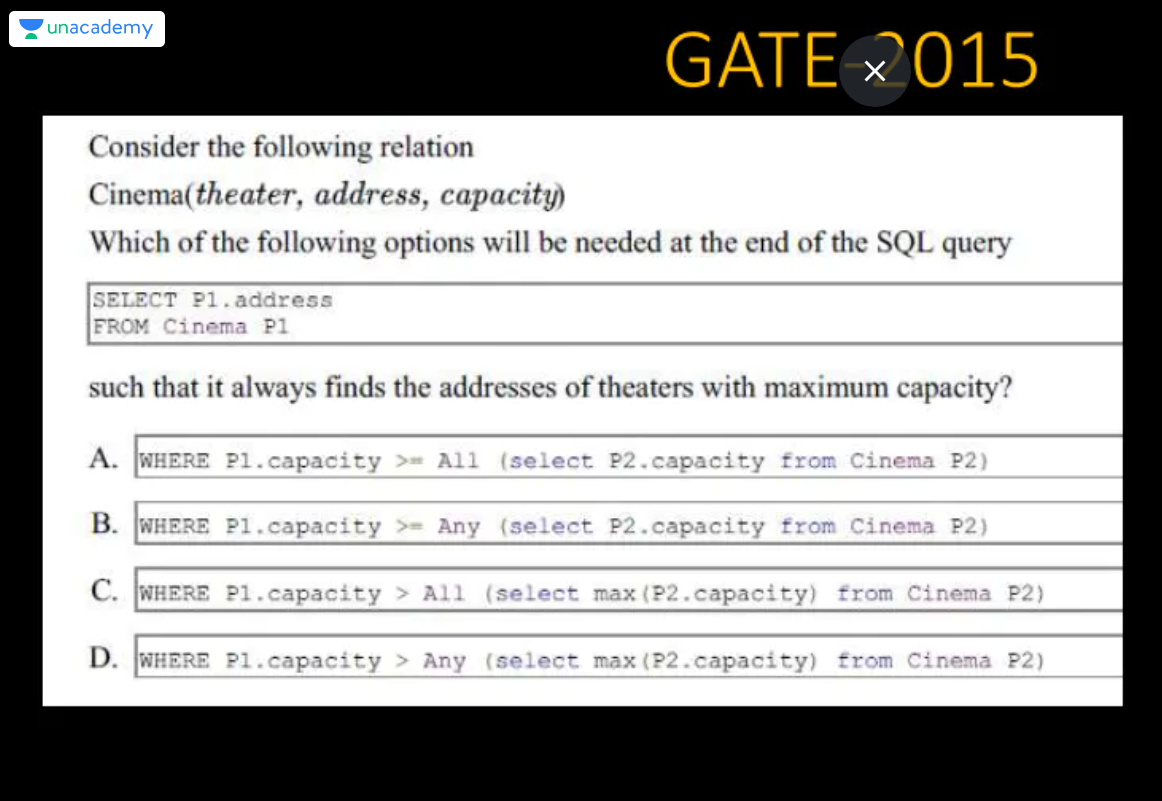 unacademy
GATE-2015
Consider the following relation
Cinema(theater, address, capacity)
Which of the following options will be needed at the end of the SQL query
SELECT P1.address
FROM Cinema P1
such that it always finds the addresses of theaters with maximum capacity?
A. WHERE P1.capacity >= All (select P2.capacity from Cinema P2)
B. WHERE P1.capacity >= Any (select P2.capacity from Cinema P2)
C. WHERE P1.capacity > All (select max(P2.capacity) from Cinema P2)
D. WHERE P1.capacity > Any (select max(P2.capacity) from Cinema P2)